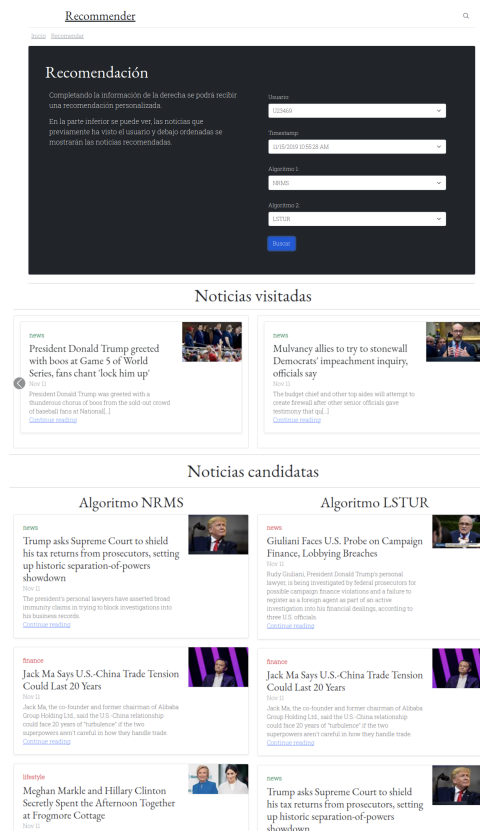 Recommender
Inicio Recomendar
Recomendación
Completando la información de la derecha se podrá recibir
una recomendación personalizada.
En la parte inferior se puede ver, las noticias que
previamente ha visto el usuario y debajo ordenadas se
mostrarán las noticias recomendadas.
Usuario:
U23469
Timestamp:
11/15/2019 10:55:28 AM
Algoritmo 1:
NRMS
Algoritmo 2:
LSTUR
Buscar
Noticias visitadas
news
President Donald Trump greeted
with boos at Game 5 of World
Series, fans chant 'lock him up'
Nov 11
President Donald Trump was greeted with a
thunderous chorus of boos from the sold-out crowd
of baseball fans at National[...]
Continue reading
news
Mulvaney allies to try to stonewall
Democrats' impeachment inquiry,
officials say
Nov 11
The budget chief and other top aides will attempt to
create firewall after other senior officials gave
testimony that qu[...]
Continue reading
Noticias candidatas
Algoritmo NRMS
news
Trump asks Supreme Court to shield
his tax returns from prosecutors, setting
up historic separation-of-powers
showdown
Nov 11
The president's personal lawyers have asserted broad
immunity claims in trying to block investigations into
his business records.
Continue reading
finance
Jack Ma Says U.S.-China Trade Tension
Could Last 20 Years
Nov 11
Jack Ma, the co-founder and former chairman of Alibaba
Group Holding Ltd., said the U.S.-China relationship
could face 20 years of "turbulence" if the two
superpowers aren't careful in how they handle trade.
Continue reading
lifestyle
Meghan Markle and Hillary Clinton
Secretly Spent the Afternoon Together
at Frogmore Cottage
Nov 11
Algoritmo LSTUR
news
Giuliani Faces U.S. Probe on Campaign
Finance, Lobbying Breaches
Nov 11
Rudy Giuliani, President Donald Trump's personal
lawyer, is being investigated by federal prosecutors for
possible campaign finance violations and a failure to
register as a foreign agent as part of an active
investigation into his financial dealings, according to
three U.S. officials.
Continue reading
finance
Jack Ma Says U.S.-China Trade Tension
Could Last 20 Years
Nov 11
Jack Ma, the co-founder and former chairman of Alibaba
Group Holding Ltd., said the U.S.-China relationship
could face 20 years of "turbulence" if the two
superpowers aren't careful in how they handle trade.
Continue reading
news
Trump asks Supreme Court to shield
his tax returns from prosecutors, setting
up historic separation-of-powers
showdown